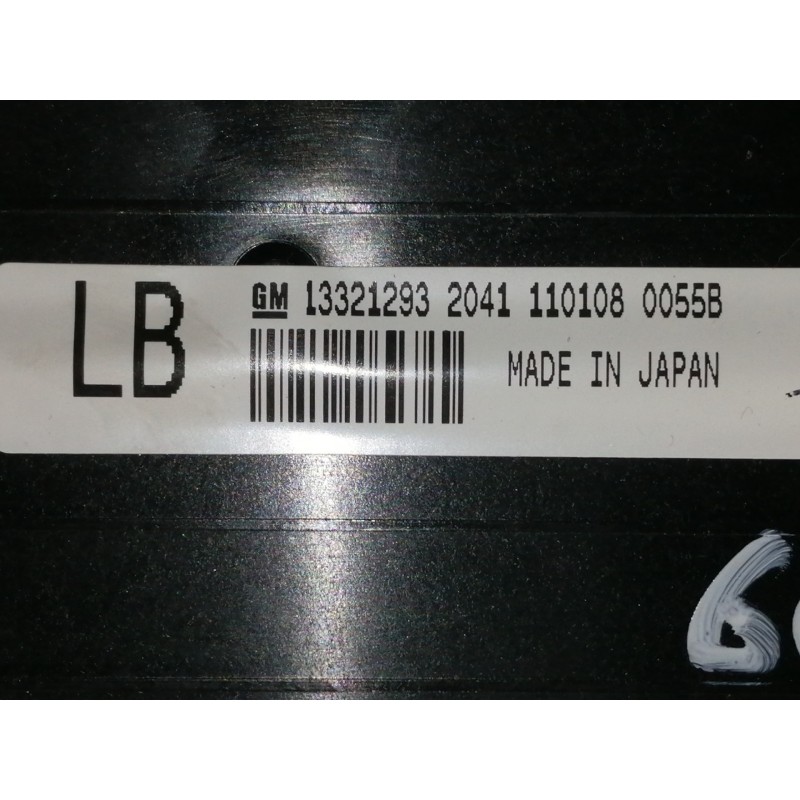 LB
GM 13321293 2041 110108 0055B
MADE IN JAPAN